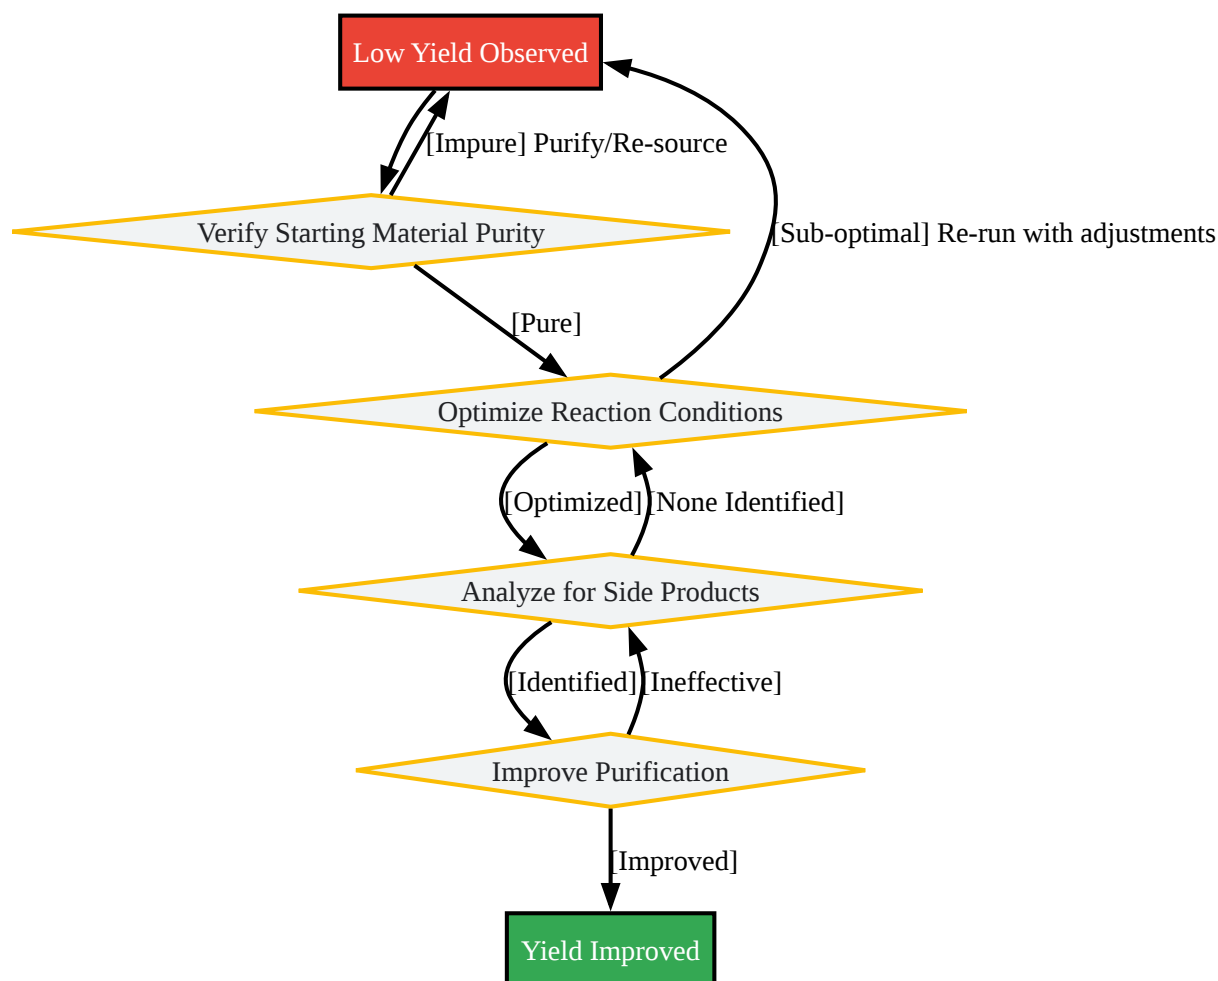 Low Yield Observed
[Impure] Purify/Re-source
Verify Starting Material Purity
[Sub-optimal] Re-run with adjustments
[Pure]
Optimize Reaction Conditions
[Optimized]
[None Identified]
Analyze for Side Products
[Identified]
[Ineffective]
Improve Purification
[Improved]
Yield Improved